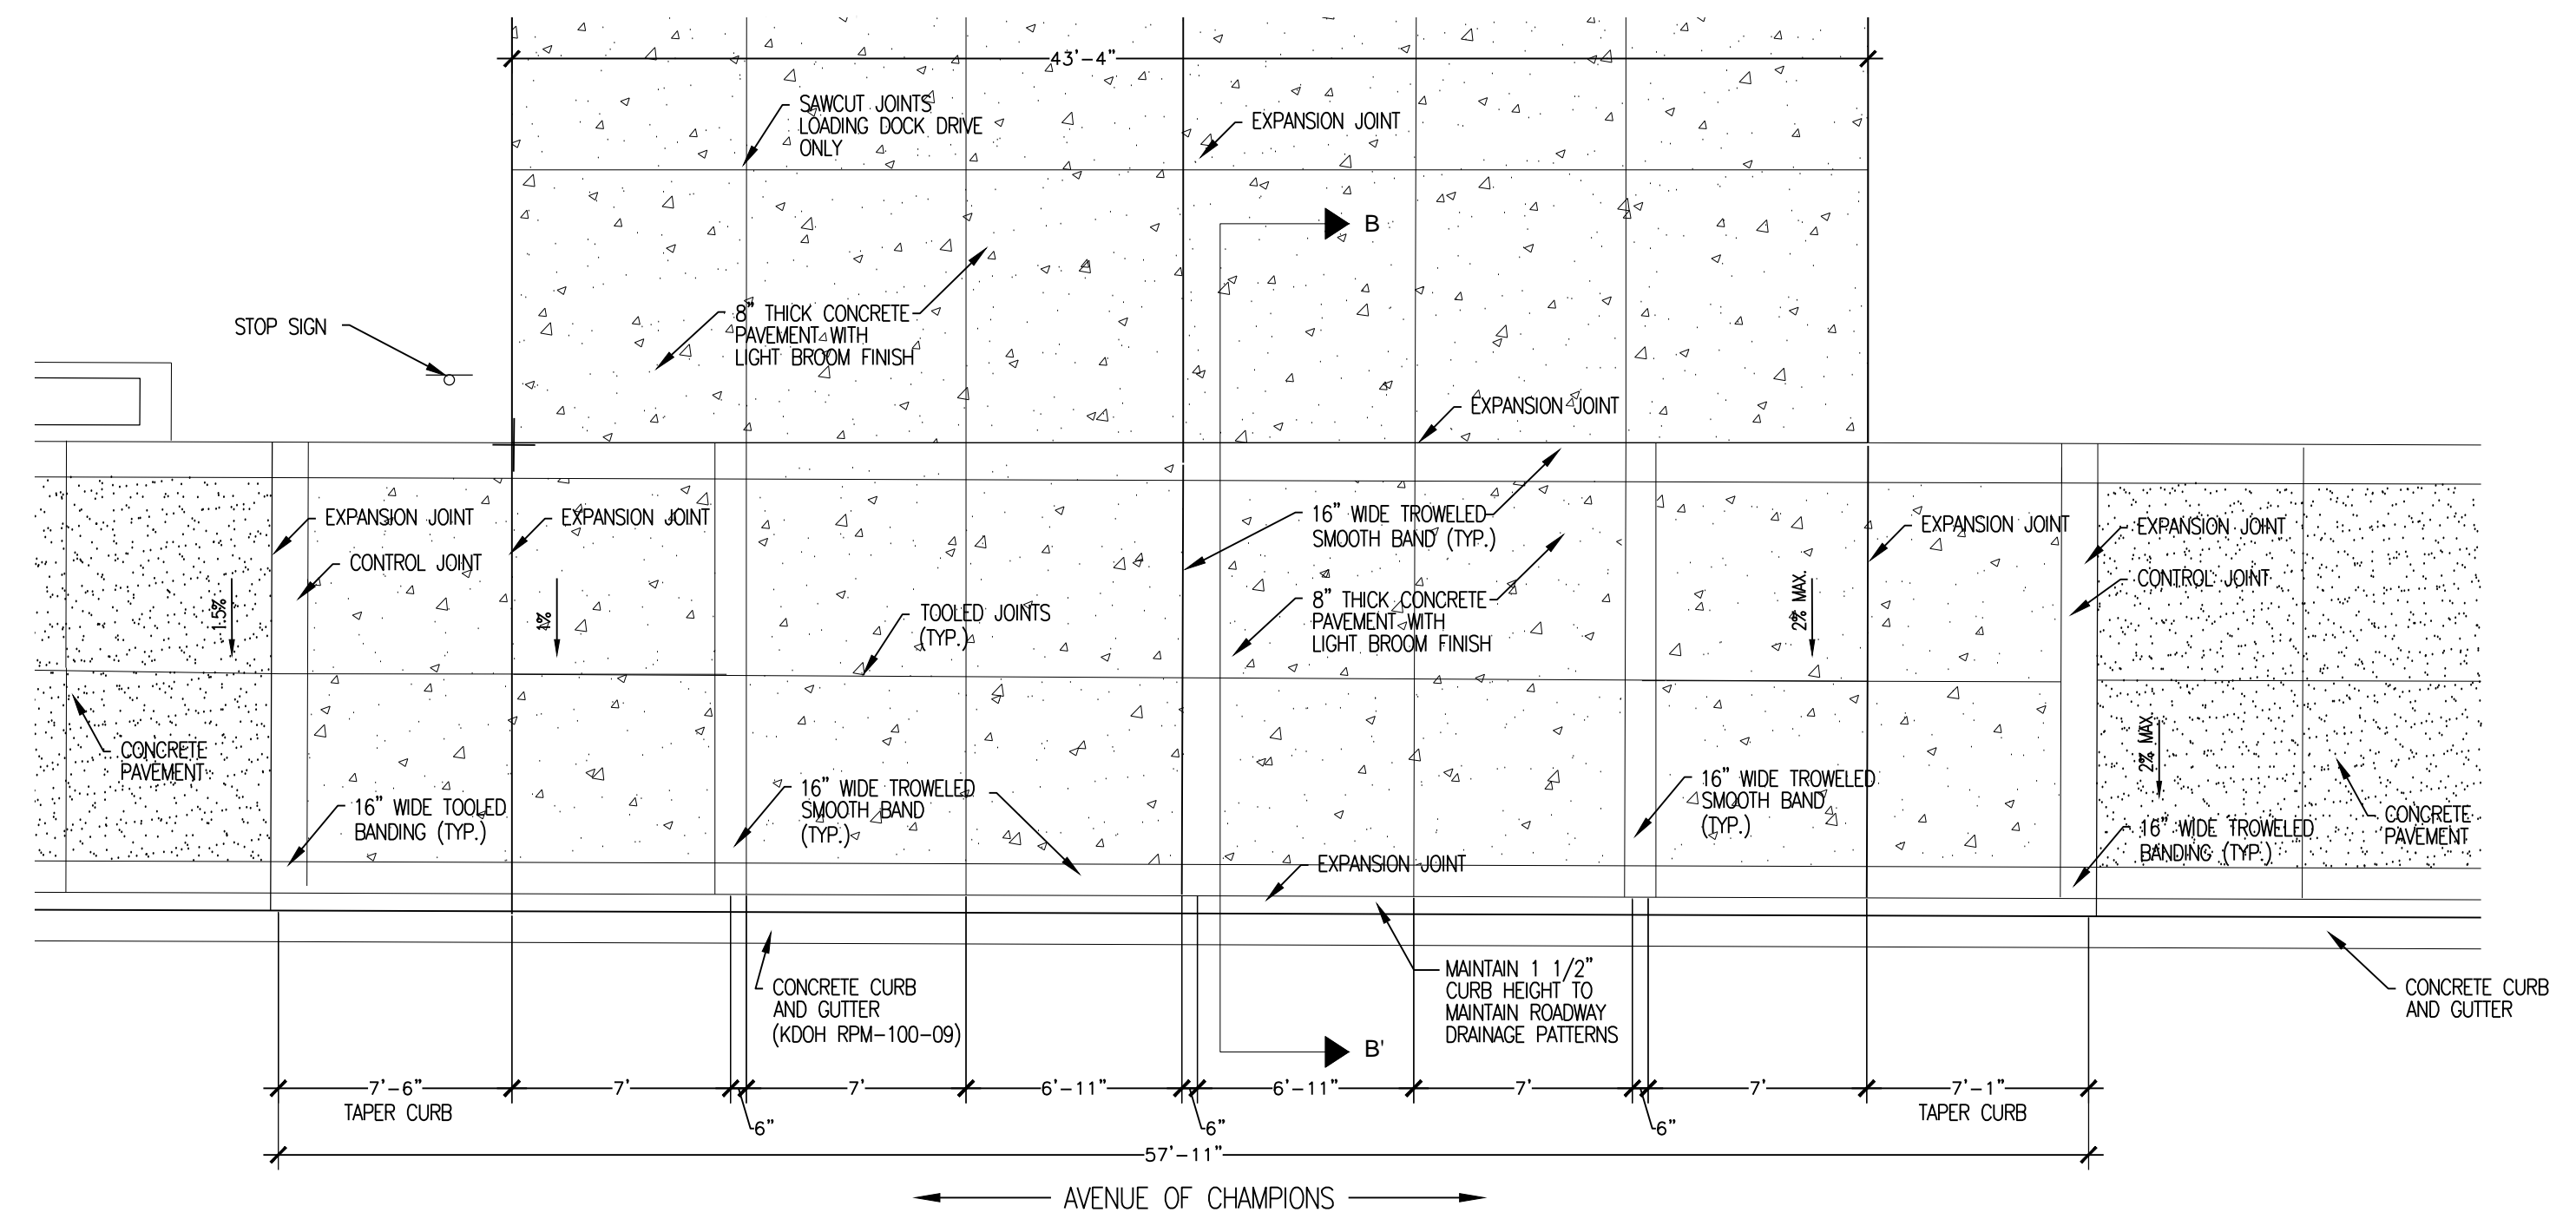 43'-4"
SAWCUT JOINTS
LOADING DOCK DRIVE
ONLY
EXPANSION JOINT
B
8" THICK CONCRETE
PAVEMENT WITH
LIGHT BROOM FINISH
STOP SIGN
EXPANSION JOINT
EXPANSION JOINT
CONTROL JOINT
EXPANSION JOINT
16" WIDE TROWELED
SMOOTH BAND (TYP.)
EXPANSION JOINT
EXPANSION JOINT
CONTROL JOINT
1.5%
TOOLED JOINTS
(TYP.)
8" THICK CONCRETE
PAVEMENT WITH
LIGHT BROOM FINISH
2% MAX.
CONCRETE
PAVEMENT
16" WIDE TOOLED
BANDING (TYP.)
16" WIDE TROWELED
SMOOTH BAND
(TYP.)
EXPANSION JOINT
16" WIDE TROWELED
SMOOTH BAND
(TYP.)
2% MAX.
16" WIDE TROWELED
BANDING (TYP.)
CONCRETE
PAVEMENT
CONCRETE CURB
AND GUTTER
(KDOH RPM-100-09)
MAINTAIN 1 1/2"
CURB HEIGHT TO
MAINTAIN ROADWAY
DRAINAGE PATTERNS
CONCRETE CURB
AND GUTTER
B'
7'-6"
TAPER CURB
7'
6"
7'
6'-11"
6"
6'-11"
7'
6"
7'
7'-1"
TAPER CURB
57'-11"
AVENUE OF CHAMPIONS